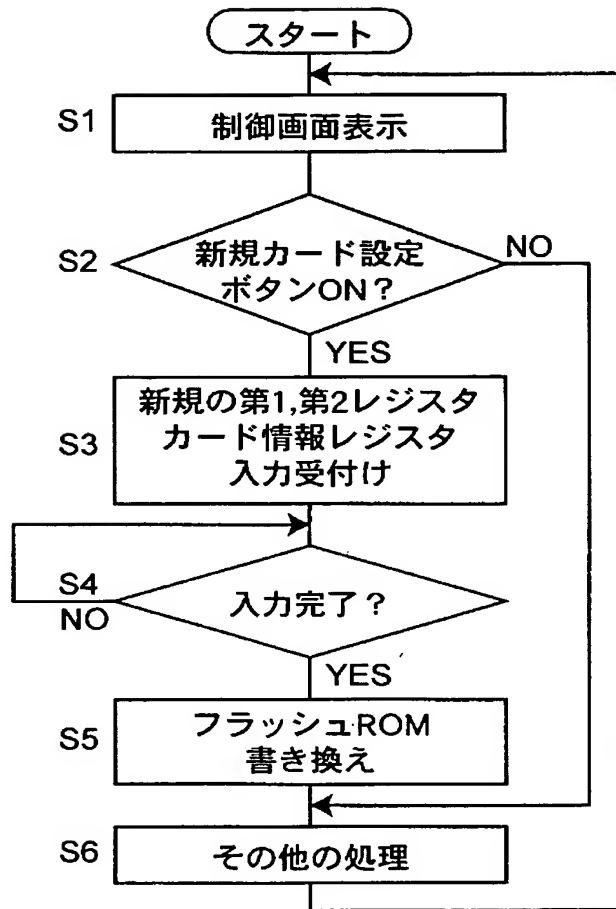 スタート
S1
制御画面表示
S2
新規カード設定
ボタンON？
NO
YES
S3
新規の第1,第2レジスタ
カード情報レジスタ
入力受付け
S4
NO
入力完了？
YES
S5
フラッシュROM
書き換え
S6
その他の処理